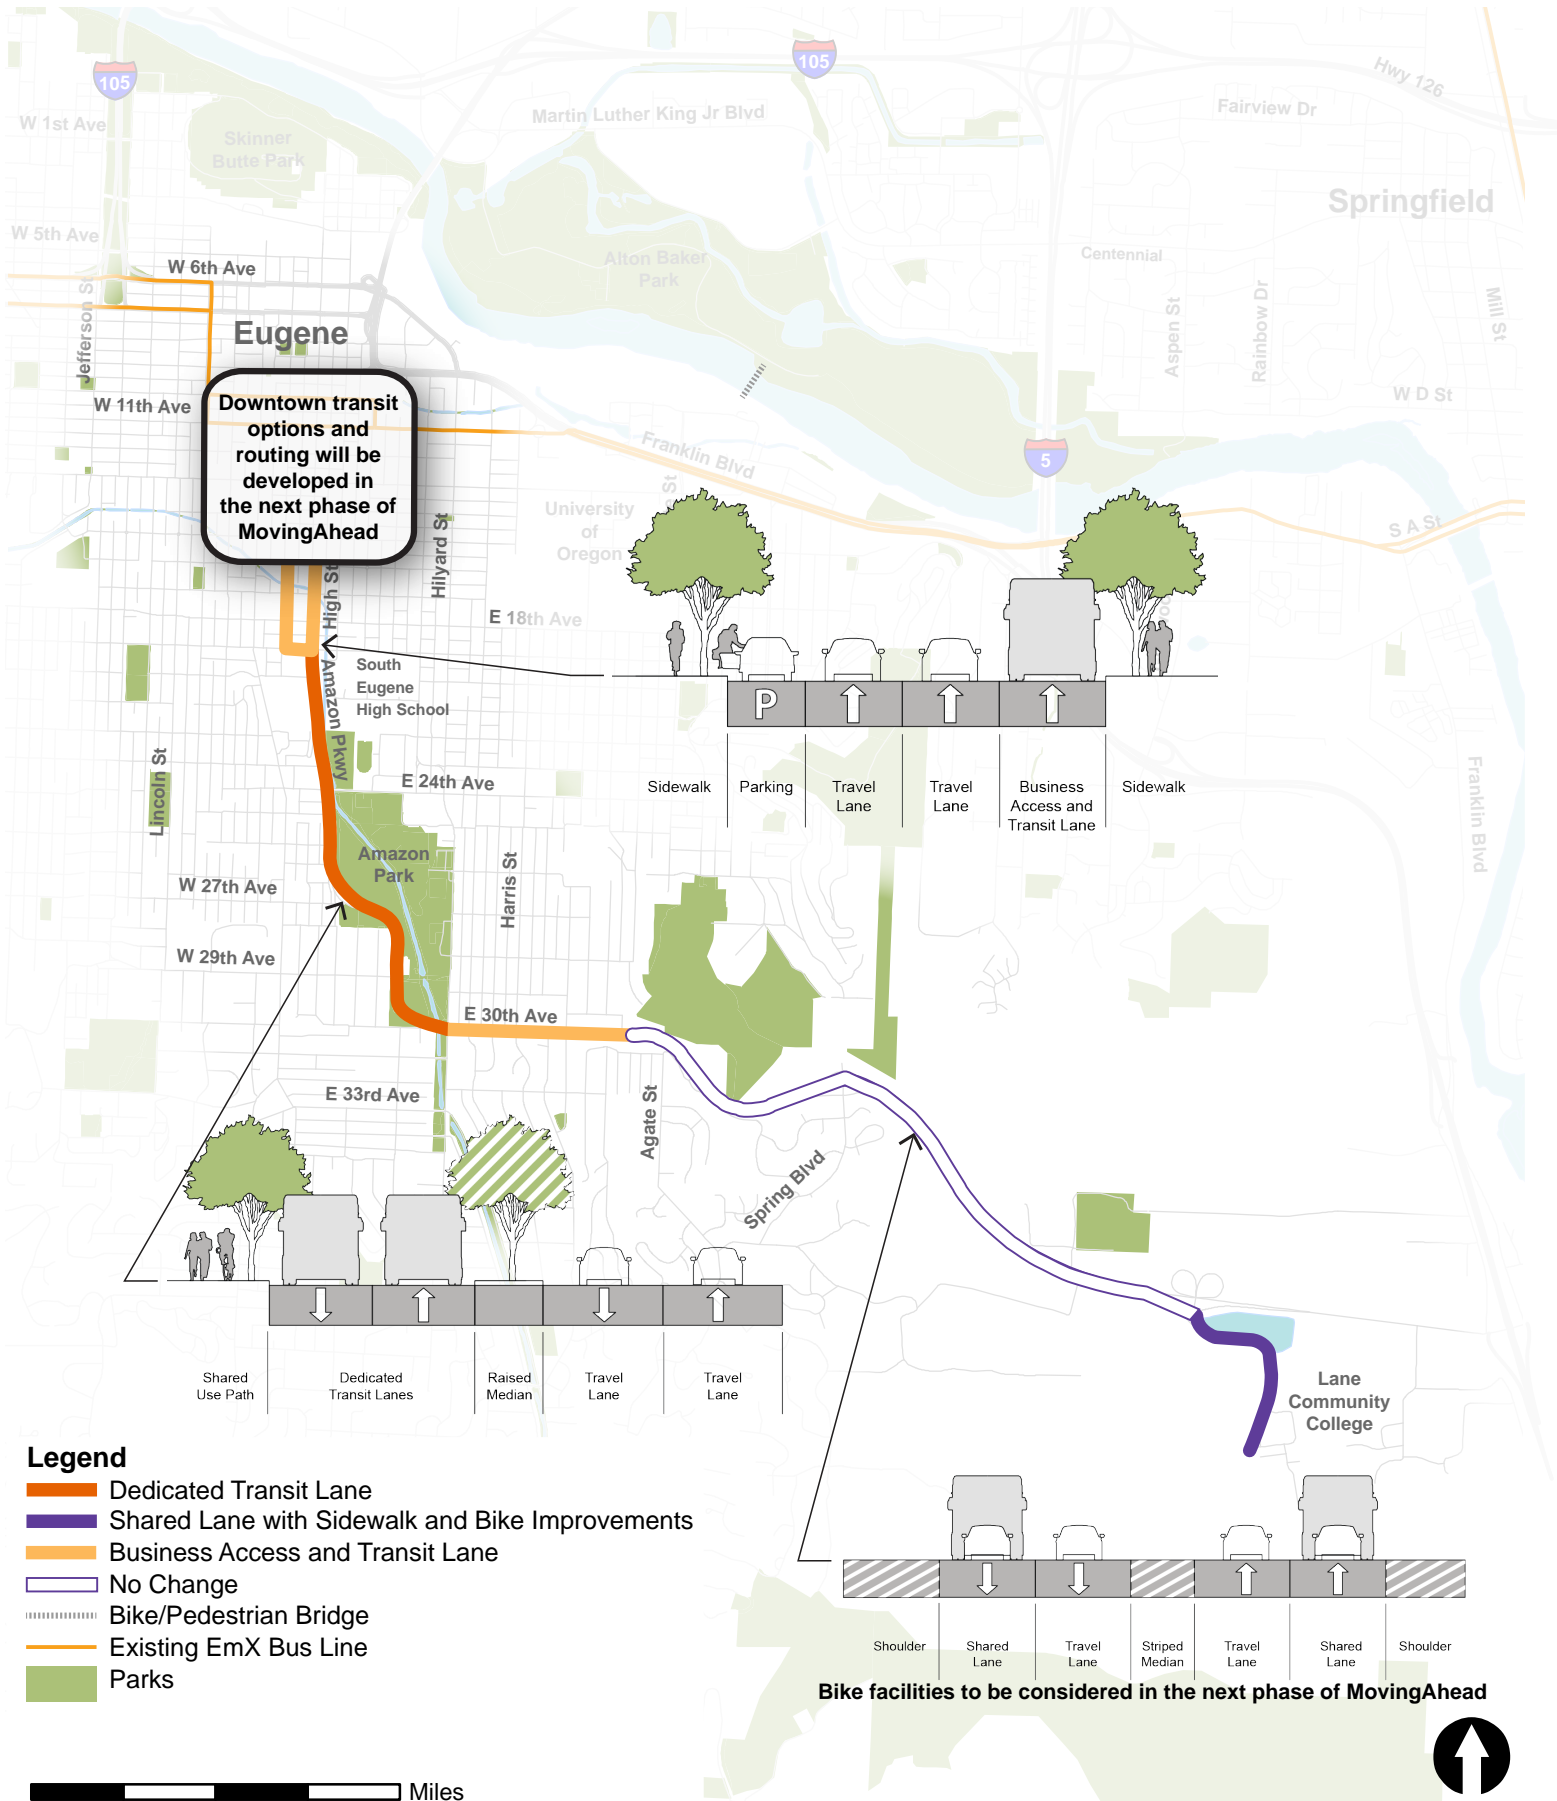 105
105
Hwy 126
Fairview Dr
Martin Luther King Jr Blvd
W 1st Ave
Skinner
Butte Park
Springfield
W 5th Ave
Centennial
Alton Baker
Park
W 6th Ave
Jefferson St
Eugene
Aspen St
Rainbow Dr
Mill St
W D St
W 11th Ave
Downtown transit
options and
routing will be
developed in
the next phase of
MovingAhead
Franklin Blvd
5
University
of
Oregon
S A St
Hilyard St
High St
E 18th Ave
South
Eugene
High School
Amazon Pkwy
P
Sidewalk
Parking
Travel
Lane
Travel
Lane
Business
Access and
Transit Lane
Sidewalk
Lincoln St
E 24th Ave
Franklin Blvd
Amazon
Park
Harris St
W 27th Ave
W 29th Ave
E 30th Ave
E 33rd Ave
Agate St
Spring Blvd
Shared
Use Path
Dedicated
Transit Lanes
Raised
Median
Travel
Lane
Travel
Lane
Lane
Community
College
Legend
Dedicated Transit Lane
Shared Lane with Sidewalk and Bike Improvements
Business Access and Transit Lane
No Change
Bike/Pedestrian Bridge
Existing EmX Bus Line
Parks
Shoulder
Shared
Lane
Travel
Lane
Striped
Median
Travel
Lane
Shared
Lane
Shoulder
Bike facilities to be considered in the next phase of MovingAhead
Miles